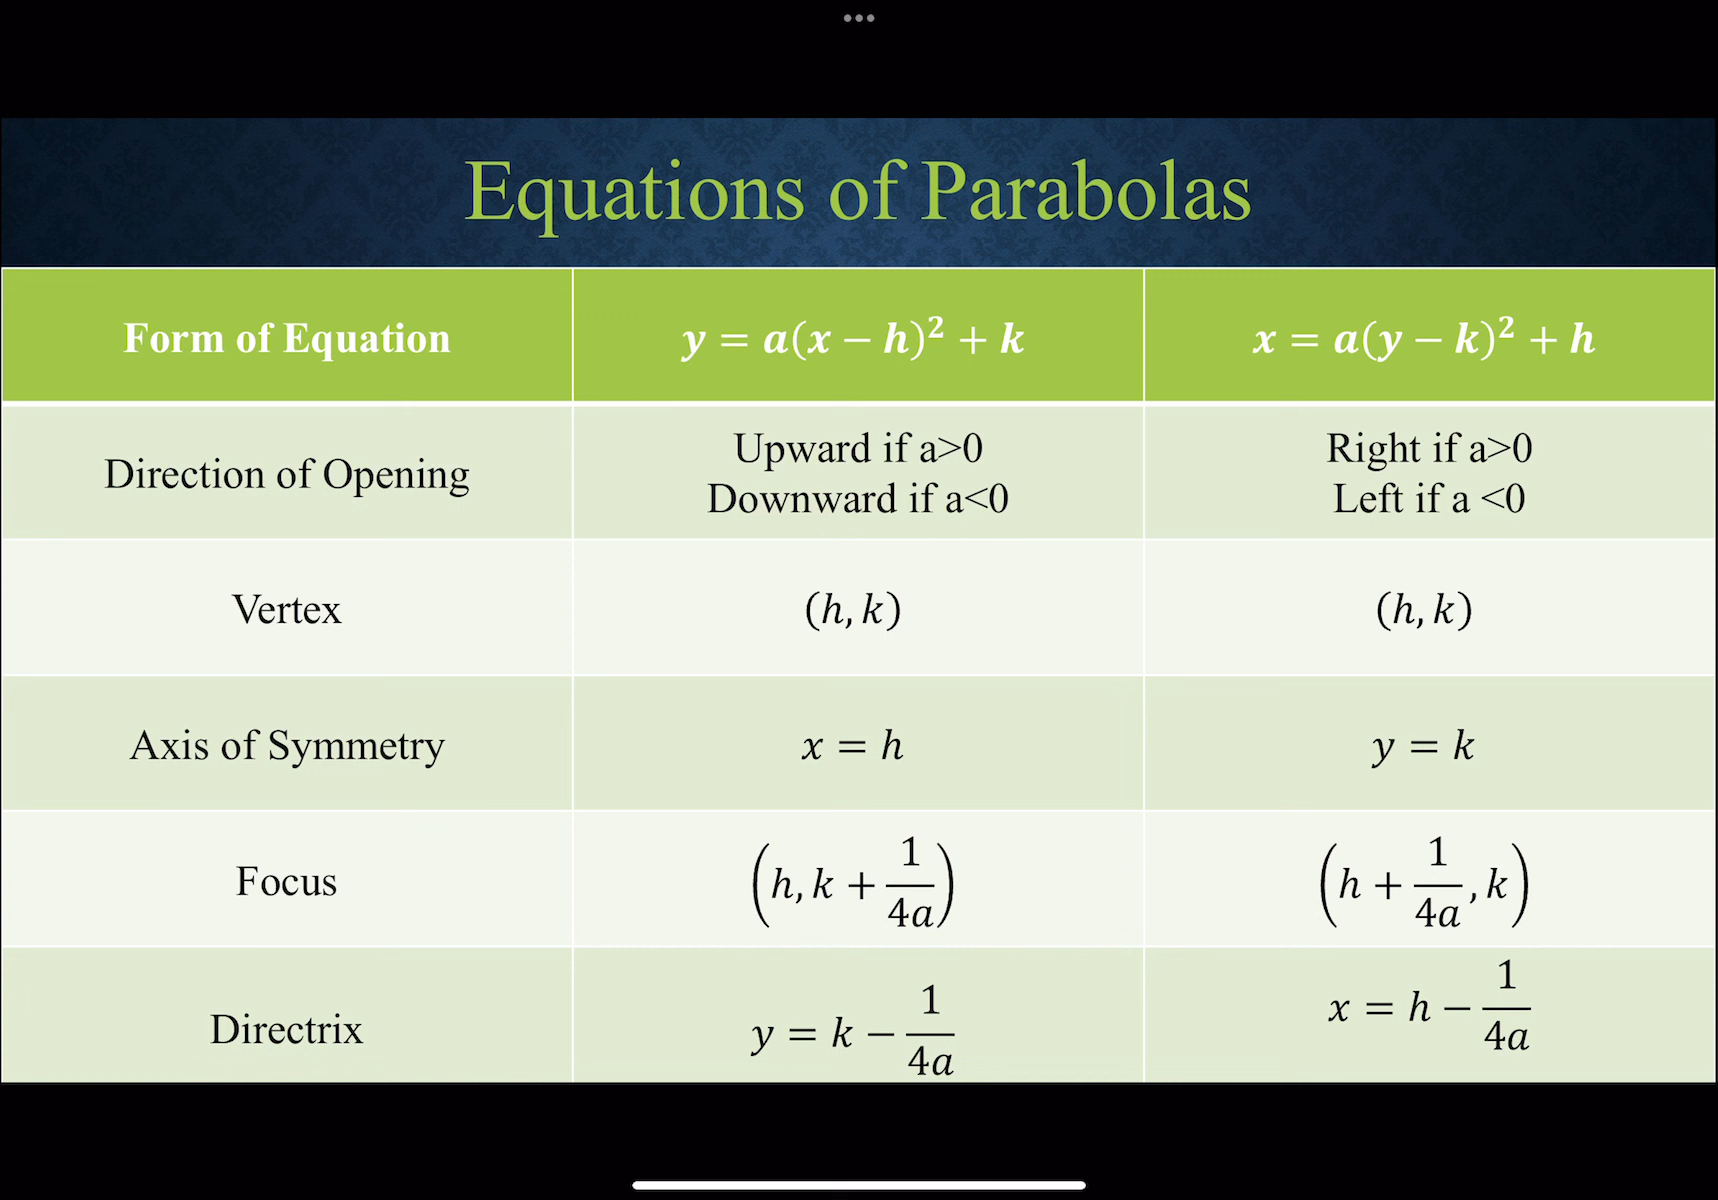 Equations of Parabolas
Form of Equation
y = a(x − h)² + k
x = a(y − k)² + h
Direction of Opening
Upward if a>0
Downward if a<0
Right if a>0
Left if a <0
Vertex
(h, k)
(h, k)
Axis of Symmetry
x = h
y = k
Focus
(h, k + 1/4a)
(h + 1/4a, k)
Directrix
y = k − 1/4a
x = h − 1/4a